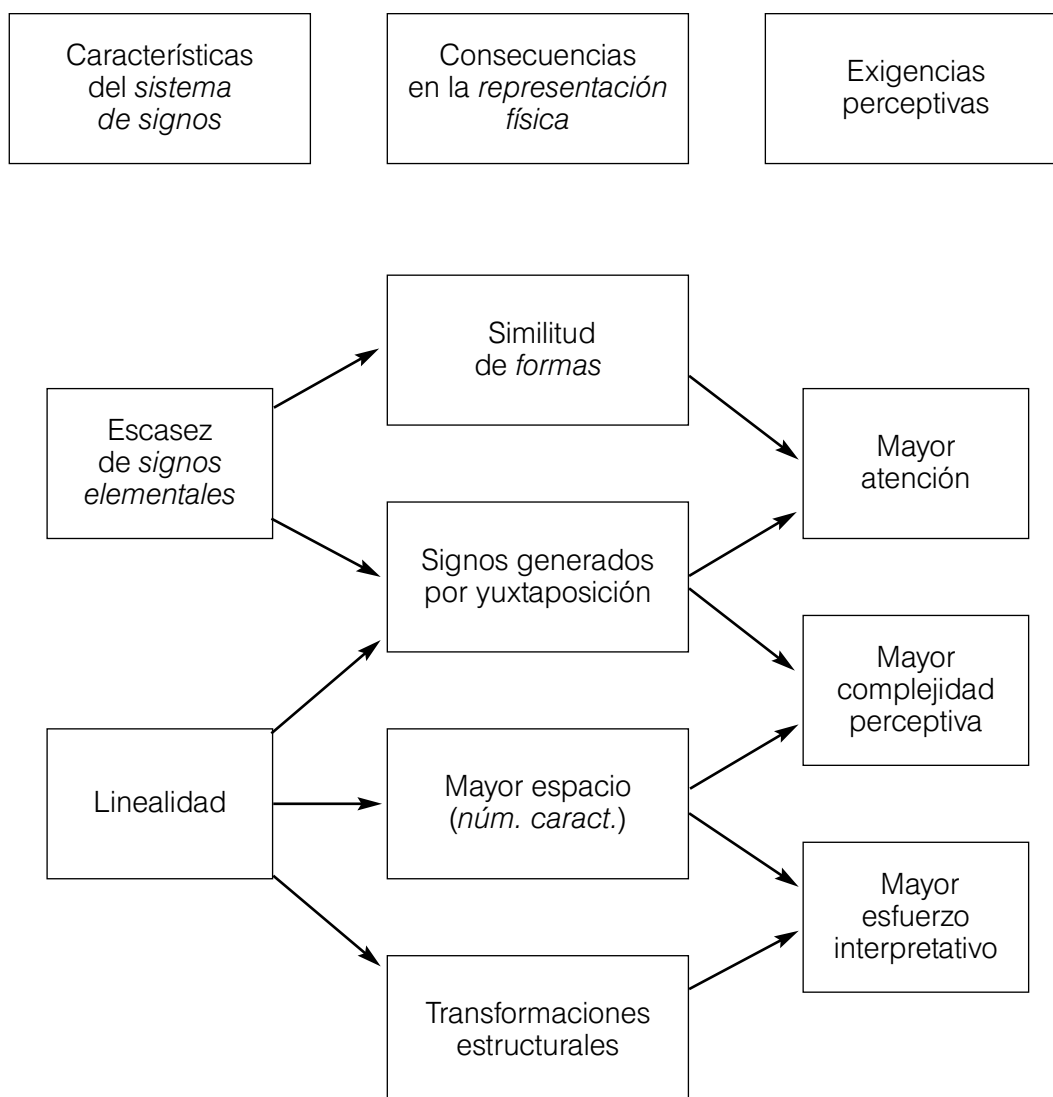 Características
del sistema
de signos
Consecuencias
en la representación
física
Exigencias
perceptivas
Similitud
de formas
Escasez
de signos
elementales
Mayor
atención
Signos generados
por yuxtaposición
Mayor
complejidad
perceptiva
Linealidad
Mayor espacio
(núm. caract.)
Mayor
esfuerzo
interpretativo
Transformaciones
estructurales